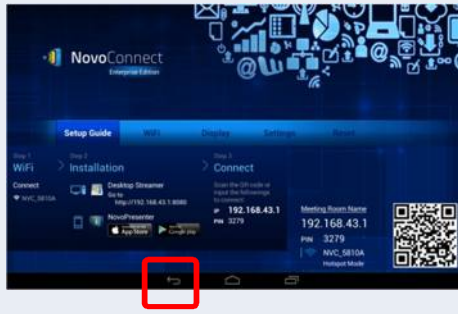 NovoConnect
Enterprise Edition
Setup Guide
WiFi
Display
Settings
Reset
Step 1
WiFi
Connect
NVC_5810A
Step 2
Installation
Desktop Streamer
Go to
http://192.168.43.1:8080
NovoPresenter
App Store
Google play
Step 3
Connect
Scan the QR code or
input the followings
to connect:
IP 192.168.43.1
PIN 3279
Meeting Room Name
192.168.43.1
PIN 3279
NVC_5810A
Hotspot Mode